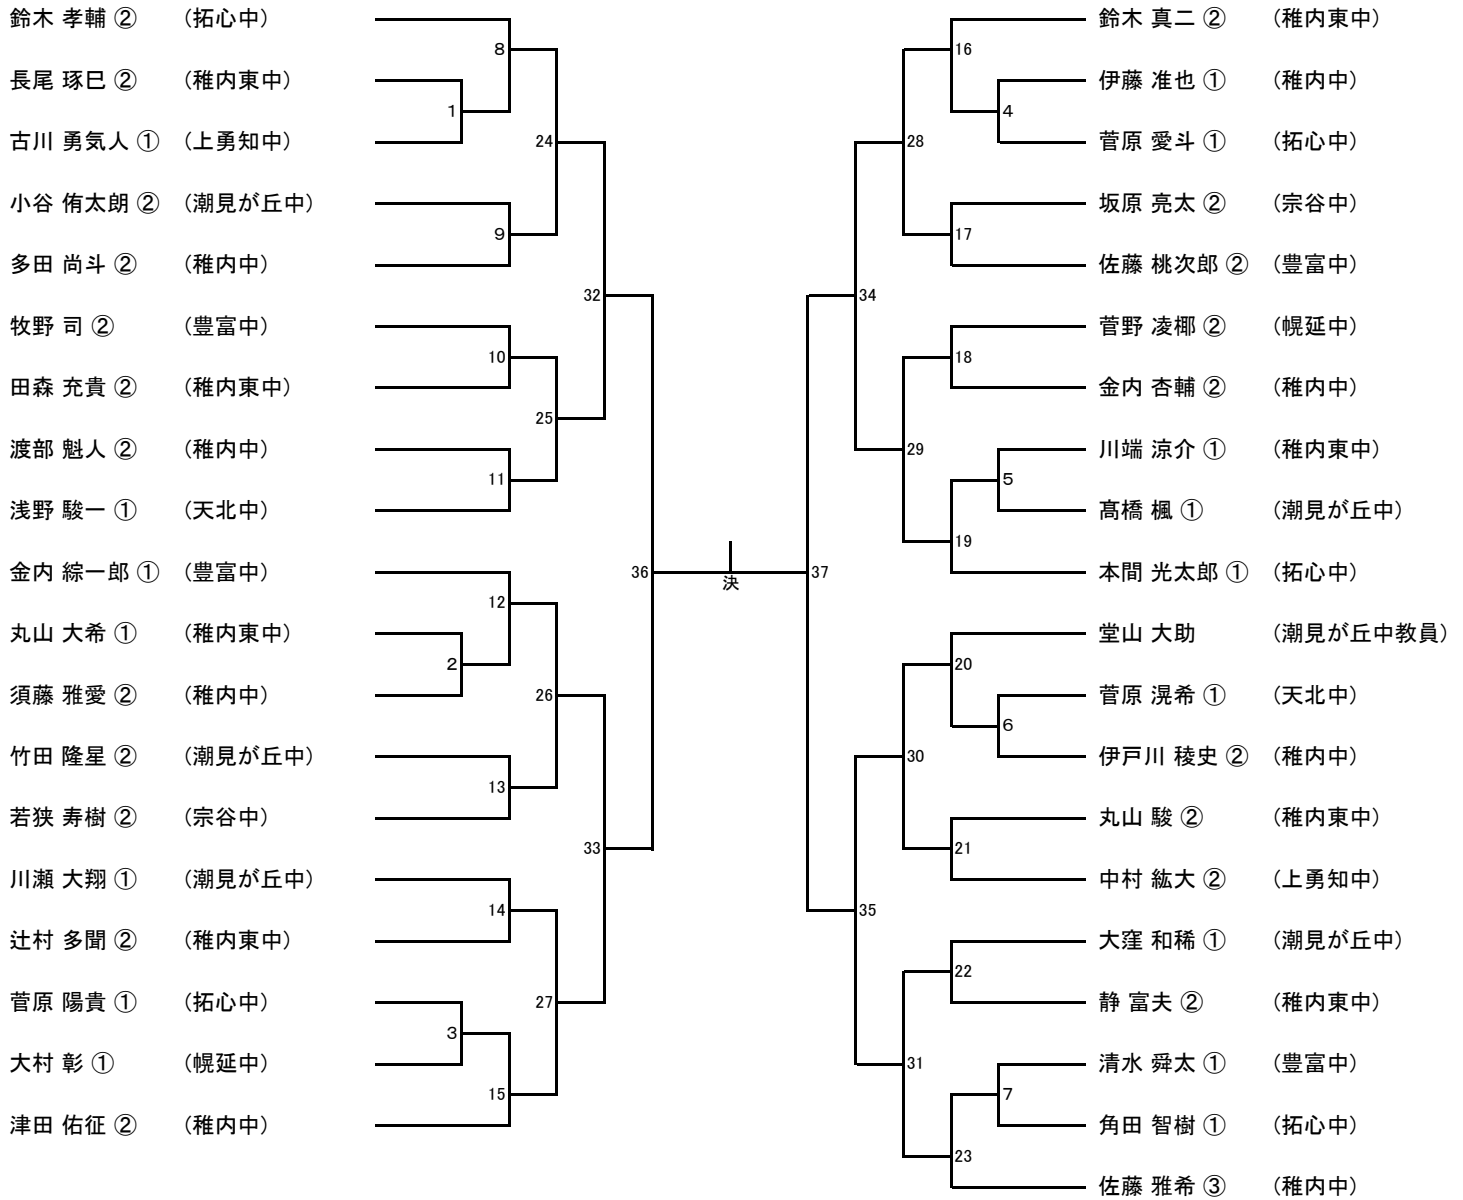 鈴木 孝輔 ② (拓心中)
8
長尾 琢巳 ② (稚内東中)
1
古川 勇気人 ① (上勇知中)
24
小谷 侑太朗 ② (潮見が丘中)
9
多田 尚斗 ② (稚内中)
32
牧野 司 ② (豊富中)
10
田森 充貴 ② (稚内東中)
25
渡部 魁人 ② (稚内中)
11
浅野 駿一 ① (天北中)
金内 綜一郎 ① (豊富中)
36
12
丸山 大希 ① (稚内東中)
2
須藤 雅愛 ② (稚内中)
26
竹田 隆星 ② (潮見が丘中)
13
若狭 寿樹 ② (宗谷中)
33
川瀬 大翔 ① (潮見が丘中)
14
辻村 多聞 ② (稚内東中)
菅原 陽貴 ① (拓心中)
27
3
大村 彰 ① (幌延中)
15
津田 佑征 ② (稚内中)
決
鈴木 真二 ② (稚内東中)
16
伊藤 准也 ① (稚内中)
4
菅原 愛斗 ① (拓心中)
28
坂原 亮太 ② (宗谷中)
17
佐藤 桃次郎 ② (豊富中)
34
菅野 凌椰 ② (幌延中)
18
金内 杏輔 ② (稚内中)
川端 涼介 ① (稚内東中)
29
5
髙橋 楓 ① (潮見が丘中)
19
本間 光太郎 ① (拓心中)
37
堂山 大助 (潮見が丘中教員)
20
菅原 滉希 ① (天北中)
6
伊戸川 稜史 ② (稚内中)
30
丸山 駿 ② (稚内東中)
21
中村 紘大 ② (上勇知中)
35
大窪 和稀 ① (潮見が丘中)
22
静 富夫 ② (稚内東中)
清水 舜太 ① (豊富中)
31
7
角田 智樹 ① (拓心中)
23
佐藤 雅希 ③ (稚内中)